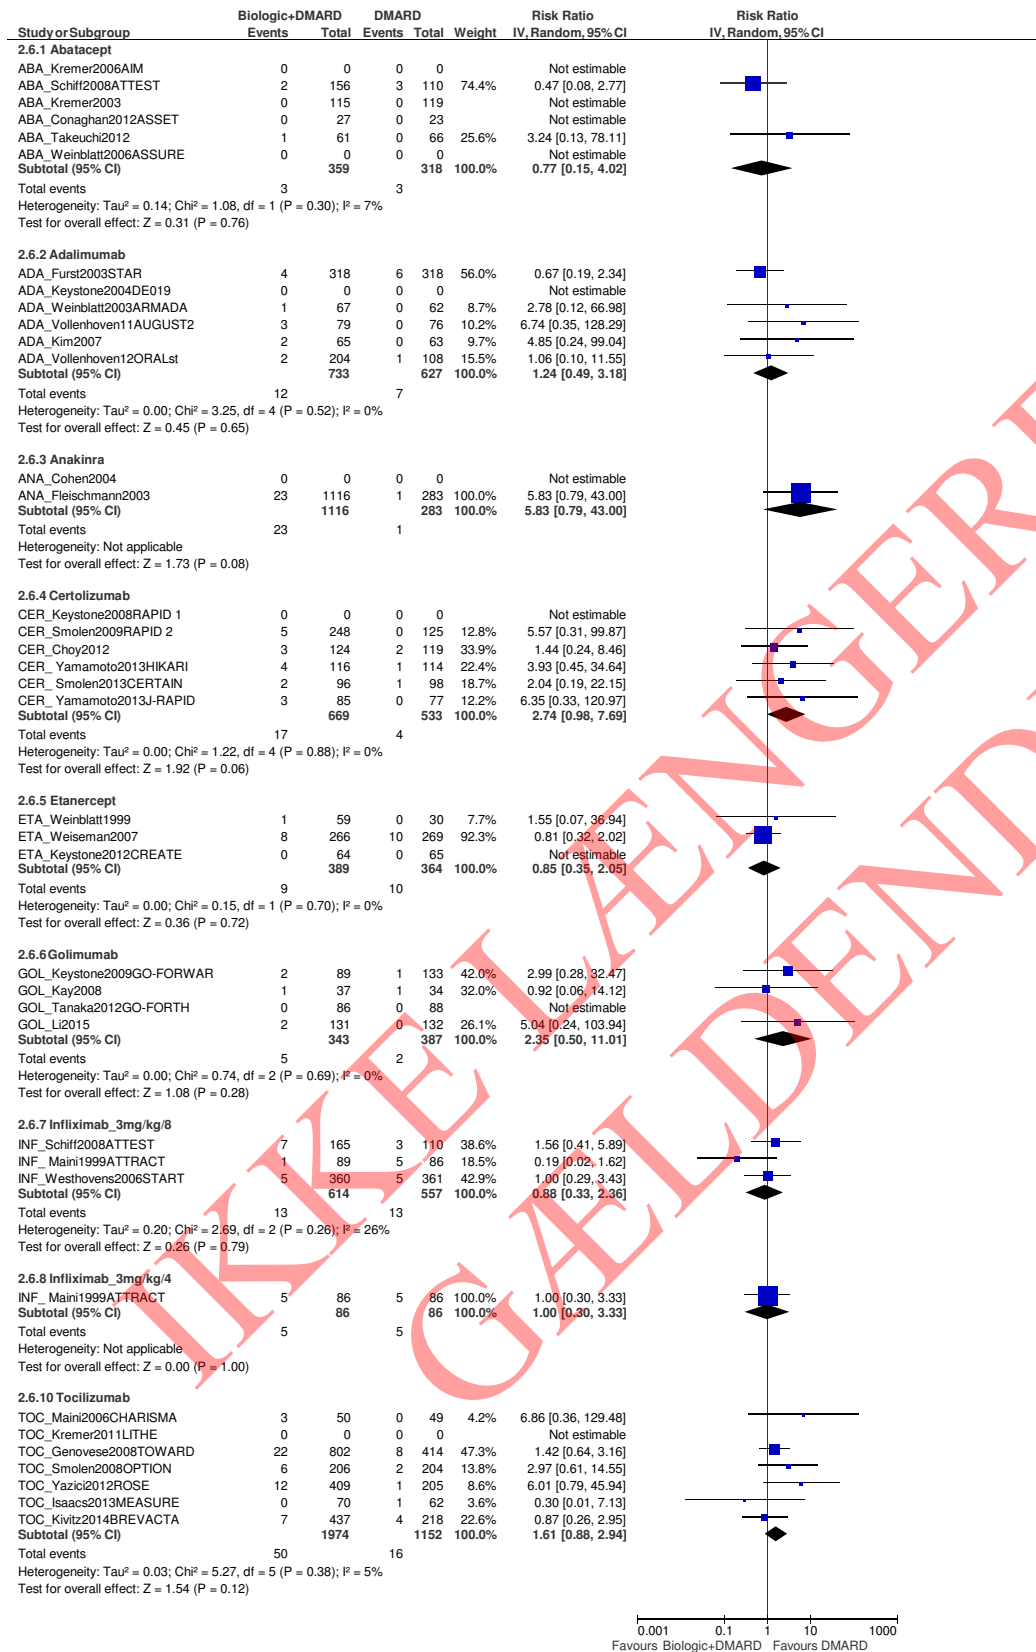 Biologic+DMARD DMARD Risk Ratio Risk Ratio
Study or Subgroup Events Total Events Total Weight IV, Random, 95% CI IV, Random, 95% CI
2.6.1 Abatacept
ABA_Kremer2006AIM 0 0 0 0 Not estimable
ABA_Schiff2008ATTEST 2 156 3 110 74.4% 0.47 [0.08, 2.77]
ABA_Kremer2003 0 115 0 119 Not estimable
ABA_Conaghan2012ASSET 0 27 0 23 Not estimable
ABA_Takeuchi2012 1 61 0 66 25.6% 3.24 [0.13, 78.11]
ABA_Weinblatt2006ASSURE 0 0 0 0 Not estimable
Subtotal (95% CI) 359 318 100.0% 0.77 [0.15, 4.02]
Total events 3 3
Heterogeneity: Tau² = 0.14; Chi² = 1.08, df = 1 (P = 0.30); I² = 7%
Test for overall effect: Z = 0.31 (P = 0.76)
2.6.2 Adalimumab
ADA_Furst2003STAR 4 318 6 318 56.0% 0.67 [0.19, 2.34]
ADA_Keystone2004DE019 0 0 0 0 Not estimable
ADA_Weinblatt2003ARMADA 1 67 0 62 8.7% 2.78 [0.12, 66.98]
ADA_Vollenhoven11AUGUST2 3 79 0 76 10.2% 6.74 [0.35, 128.29]
ADA_Kim2007 2 65 0 63 9.7% 4.85 [0.24, 99.04]
ADA_Vollenhoven12ORALst 2 204 1 108 15.5% 1.06 [0.10, 11.55]
Subtotal (95% CI) 733 627 100.0% 1.24 [0.49, 3.18]
Total events 12 7
Heterogeneity: Tau² = 0.00; Chi² = 3.25, df = 4 (P = 0.52); I² = 0%
Test for overall effect: Z = 0.45 (P = 0.65)
2.6.3 Anakinra
ANA_Cohen2004 0 0 0 0 Not estimable
ANA_Fleischmann2003 23 1116 1 283 100.0% 5.83 [0.79, 43.00]
Subtotal (95% CI) 1116 283 100.0% 5.83 [0.79, 43.00]
Total events 23 1
Heterogeneity: Not applicable
Test for overall effect: Z = 1.73 (P = 0.08)
2.6.4 Certolizumab
CER_Keystone2008RAPID 1 0 0 0 0 Not estimable
CER_Smolen2009RAPID 2 5 248 0 125 12.8% 5.57 [0.31, 99.87]
CER_Choy2012 3 124 2 119 33.9% 1.44 [0.24, 8.46]
CER_ Yamamoto2013HIKARI 4 116 1 114 22.4% 3.93 [0.45, 34.64]
CER_ Smolen2013CERTAIN 2 96 1 98 18.7% 2.04 [0.19, 22.15]
CER_ Yamamoto2013J-RAPID 3 85 0 77 12.2% 6.35 [0.33, 120.97]
Subtotal (95% CI) 669 533 100.0% 2.74 [0.98, 7.69]
Total events 17 4
Heterogeneity: Tau² = 0.00; Chi² = 1.22, df = 4 (P = 0.88); I² = 0%
Test for overall effect: Z = 1.92 (P = 0.06)
2.6.5 Etanercept
ETA_Weinblatt1999 1 59 0 30 7.7% 1.55 [0.07, 36.94]
ETA_Weiseman2007 8 266 10 269 92.3% 0.81 [0.32, 2.02]
ETA_Keystone2012CREATE 0 64 0 65 Not estimable
Subtotal (95% CI) 389 364 100.0% 0.85 [0.35, 2.05]
Total events 9 10
Heterogeneity: Tau² = 0.00; Chi² = 0.15, df = 1 (P = 0.70); I² = 0%
Test for overall effect: Z = 0.36 (P = 0.72)
2.6.6 Golimumab
GOL_Keystone2009GO-FORWAR 2 89 1 133 42.0% 2.99 [0.28, 32.47]
GOL_Kay2008 1 37 1 34 32.0% 0.92 [0.06, 14.12]
GOL_Tanaka2012GO-FORTH 0 86 0 88 Not estimable
GOL_Li2015 2 131 0 132 26.1% 5.04 [0.24, 103.94]
Subtotal (95% CI) 343 387 100.0% 2.35 [0.50, 11.01]
Total events 5 2
Heterogeneity: Tau² = 0.00; Chi² = 0.74, df = 2 (P = 0.69); I² = 0%
Test for overall effect: Z = 1.08 (P = 0.28)
2.6.7 Infliximab_3mg/kg/8
INF_Schiff2008ATTEST 7 165 3 110 38.6% 1.56 [0.41, 5.89]
INF_ Maini1999ATTRACT 1 89 5 86 18.5% 0.19 [0.02, 1.62]
INF_Westhovens2006START 5 360 5 361 42.9% 1.00 [0.29, 3.43]
Subtotal (95% CI) 614 557 100.0% 0.88 [0.33, 2.36]
Total events 13 13
Heterogeneity: Tau² = 0.20; Chi² = 2.69, df = 2 (P = 0.26); I² = 26%
Test for overall effect: Z = 0.26 (P = 0.79)
2.6.8 Infliximab_3mg/kg/4
INF_ Maini1999ATTRACT 5 86 5 86 100.0% 1.00 [0.30, 3.33]
Subtotal (95% CI) 86 86 100.0% 1.00 [0.30, 3.33]
Total events 5 5
Heterogeneity: Not applicable
Test for overall effect: Z = 0.00 (P = 1.00)
2.6.10 Tocilizumab
TOC_Maini2006CHARISMA 3 50 0 49 4.2% 6.86 [0.36, 129.48]
TOC_Kremer2011LITHE 0 0 0 0 Not estimable
TOC_Genovese2008TOWARD 22 802 8 414 47.3% 1.42 [0.64, 3.16]
TOC_Smolen2008OPTION 6 206 2 204 13.8% 2.97 [0.61, 14.55]
TOC_Yazici2012ROSE 12 409 1 205 8.6% 6.01 [0.79, 45.94]
TOC_Isaacs2013MEASURE 0 70 1 62 3.6% 0.30 [0.01, 7.13]
TOC_Kivitz2014BREVACTA 7 437 4 218 22.6% 0.87 [0.26, 2.95]
Subtotal (95% CI) 1974 1152 100.0% 1.61 [0.88, 2.94]
Total events 50 16
Heterogeneity: Tau² = 0.03; Chi² = 5.27, df = 5 (P = 0.38); I² = 5%
Test for overall effect: Z = 1.54 (P = 0.12)
0.001 0.1 1 10 1000
Favours Biologic+DMARD Favours DMARD
IKKE LÆNGER
GÆLDEND